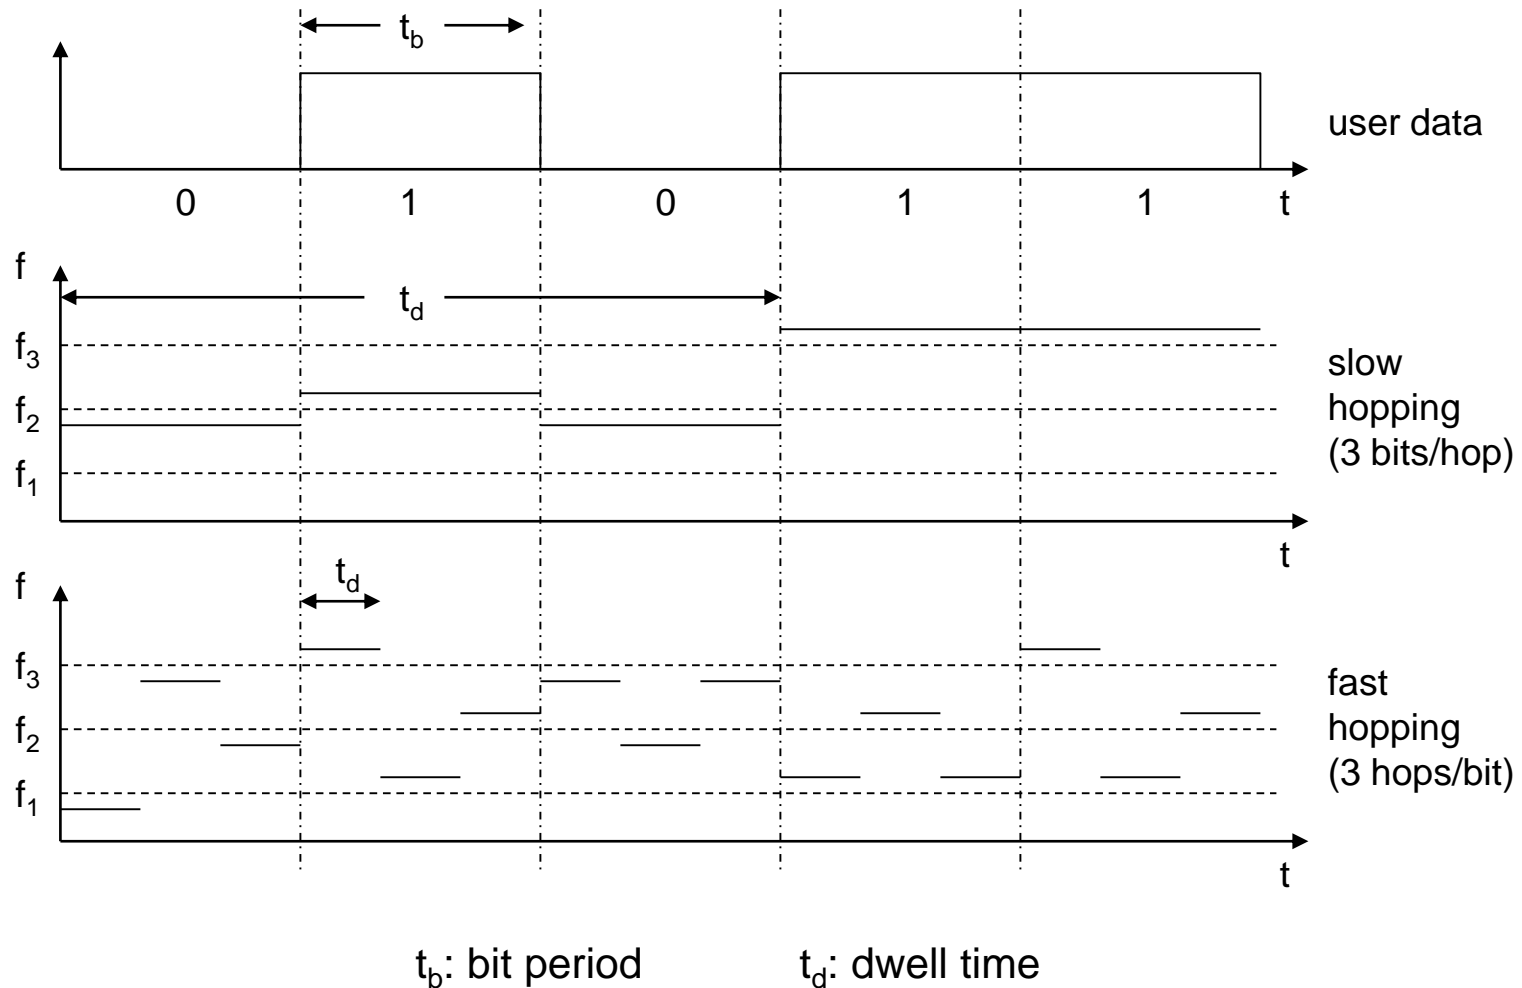 t_b
user data
0 1 0 1 1 t
f
t_d
f_3
slow
f_2
hopping
(3 bits/hop)
f_1
t
t_d
f
f_3
fast
f_2
hopping
(3 hops/bit)
f_1
t
t_b: bit period t_d: dwell time